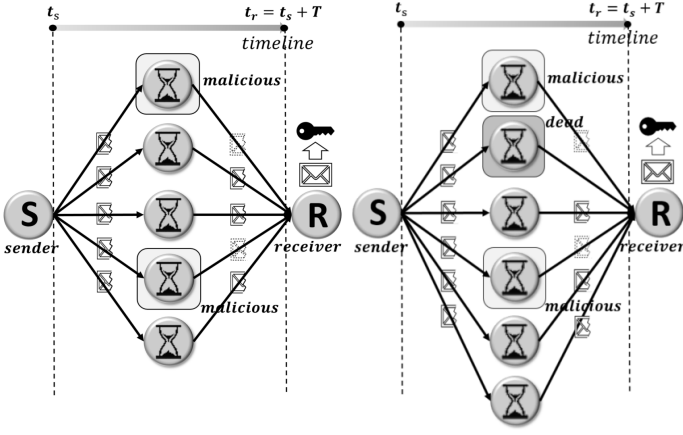 t_s
t_r = t_s + T
timeline
malicious
S
R
sender
receiver
malicious
t_s
t_r = t_s + T
timeline
malicious
dead
S
R
sender
receiver
malicious